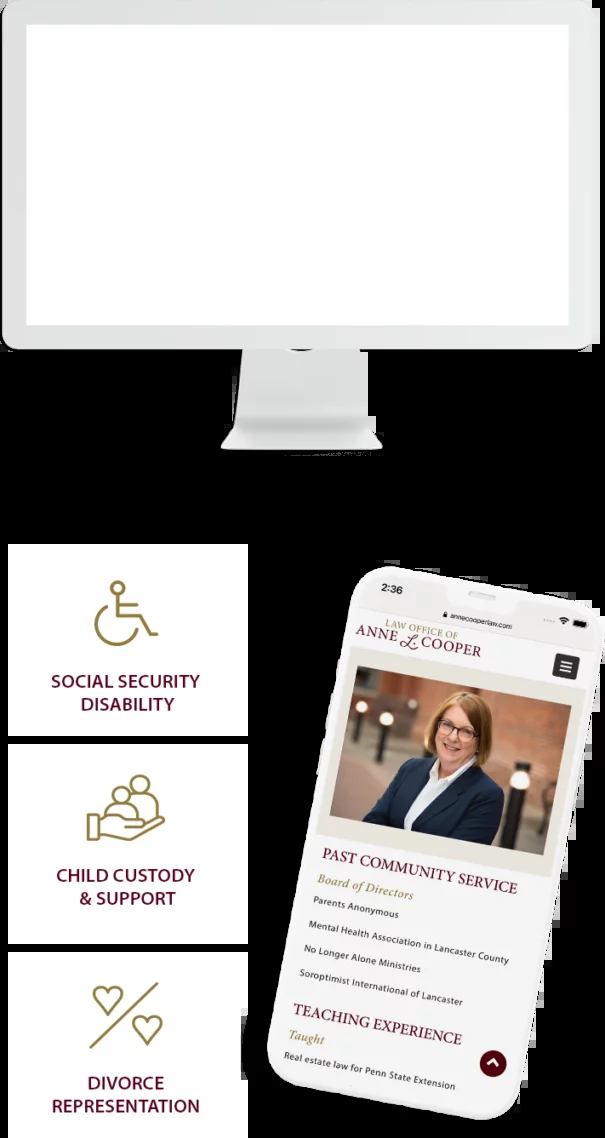 SOCIAL SECURITY
DISABILITY
CHILD CUSTODY
& SUPPORT
DIVORCE
REPRESENTATION
2:36
annecooperlaw.com
LAW OFFICE OF
ANNE L. COOPER
PAST COMMUNITY SERVICE
Board of Directors
Parents Anonymous
Mental Health Association in Lancaster County
No Longer Alone Ministries
Soroptimist International of Lancaster
TEACHING EXPERIENCE
Taught
Real estate law for Penn State Extension